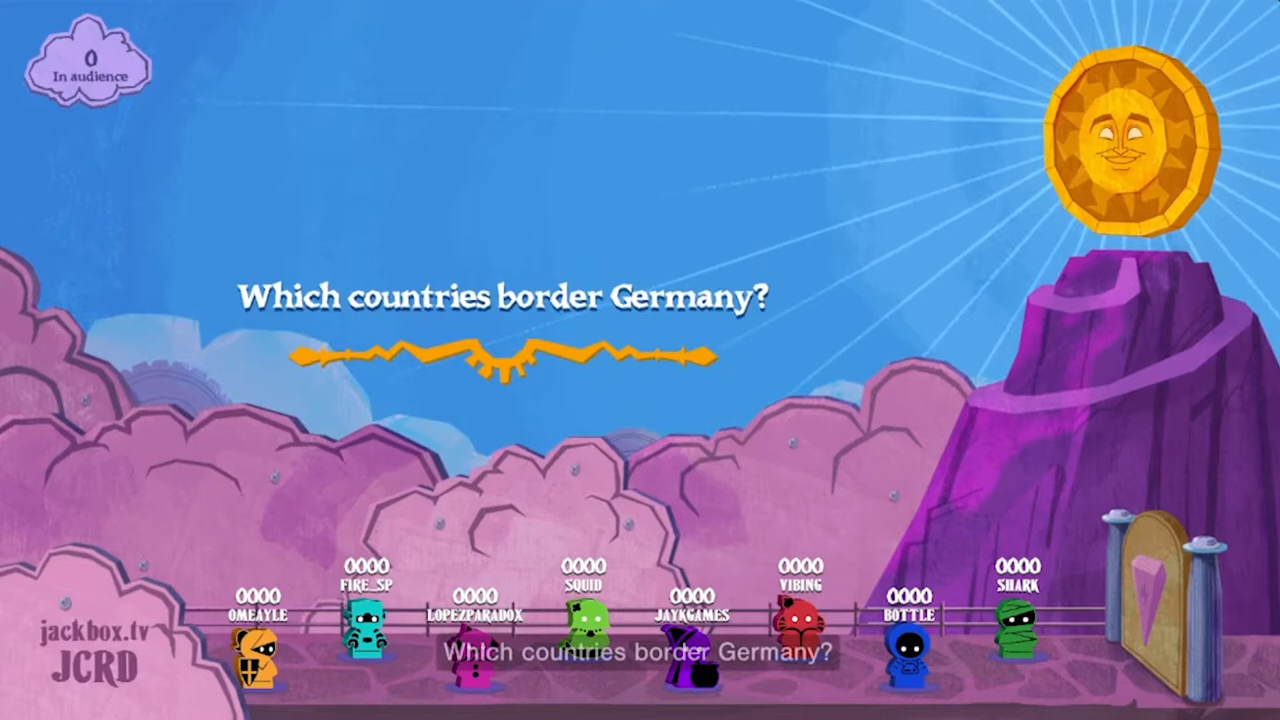 0
In audience
Which countries border Germany?
0000
OMEAYLE
0000
FIRE_SP
0000
LOPEZPARADOX
0000
SQUID
0000
JAYKGAMES
0000
VIBING
0000
BOTTLE
0000
SHARK
jackbox.tv
JCRD
Which countries border Germany?